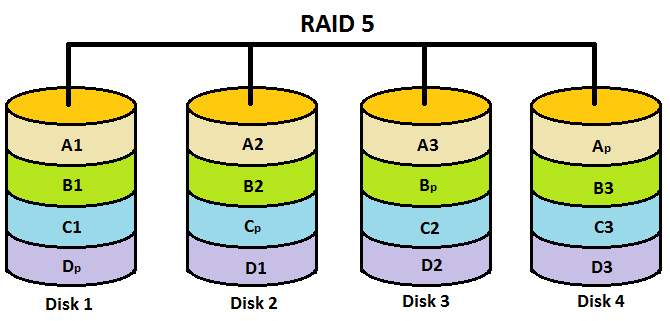 RAID 5
A1 A2 A3 Ap
B1 B2 Bp B3
C1 Cp C2 C3
Dp D1 D2 D3
Disk 1 Disk 2 Disk 3 Disk 4